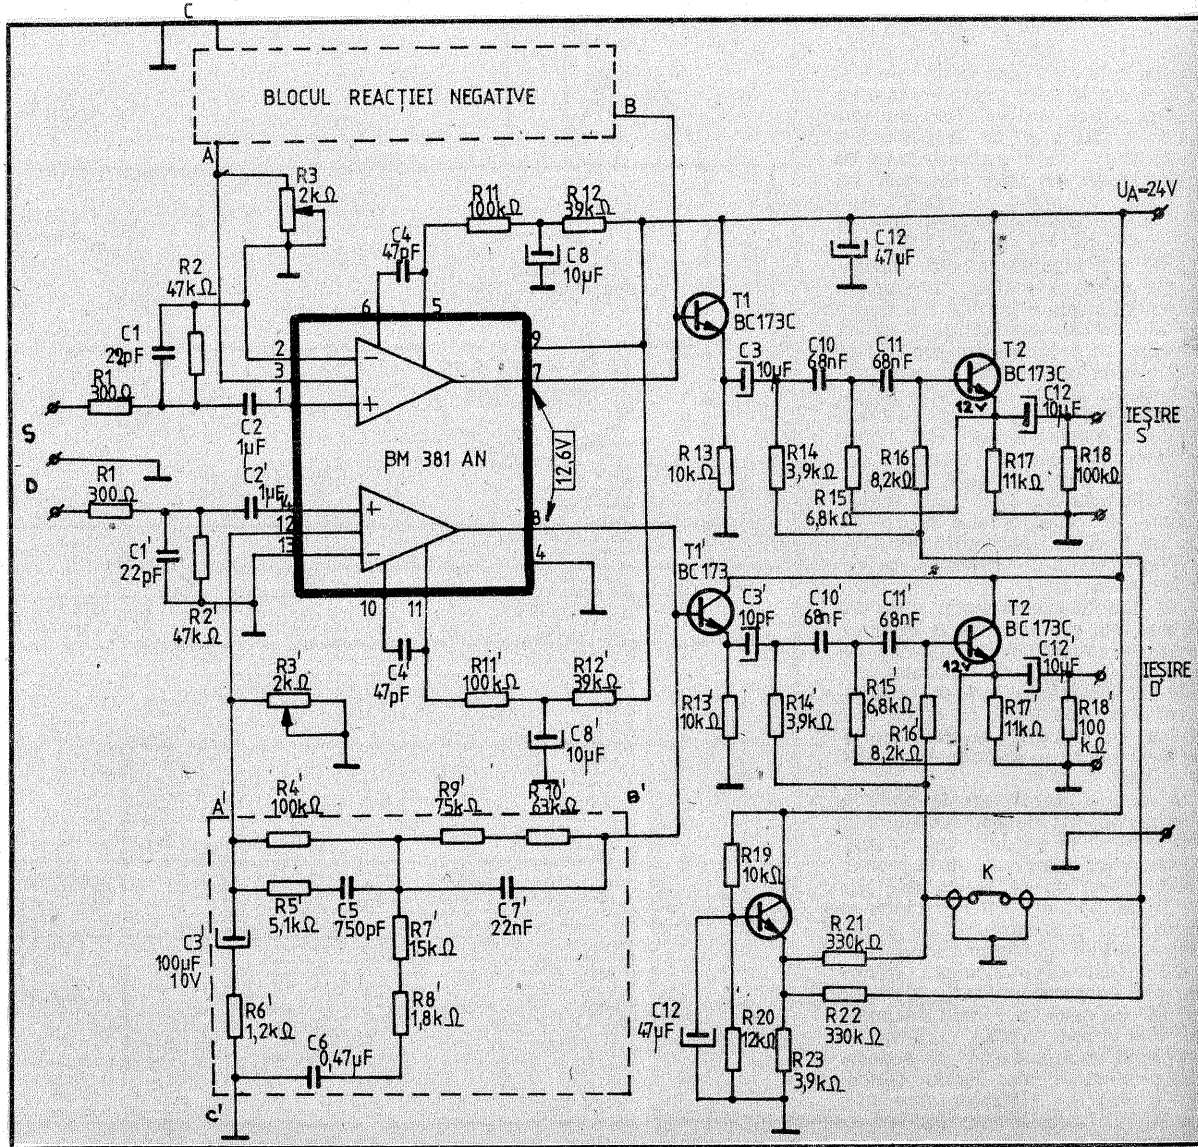 C
BLOCUL REACȚIEI NEGATIVE
B
A
R3
2kΩ
R11
100kΩ
R12
39kΩ
UA=24V
C4
47pF
C8
10µF
C12
47µF
R2
47kΩ
C1
22pF
R1
300Ω
6
5
2
3
1
9
7
C2
1µF
S
D
BM 381 AN
12,6V
T1
BC173C
C3
10µF
C10
68nF
C11
68nF
T2
BC173C
12V
C12
10µF
IEȘIRE
S'
R13
10kΩ
R14
3,9kΩ
R15
6,8kΩ
R16
8,2kΩ
R17
11kΩ
R18
100kΩ
R1
300Ω
C2'
1µF
14
12
13
8
4
10
11
C1'
22pF
R2'
47kΩ
T1'
BC173
C3'
10pF
C10'
68nF
C11'
68nF
T2
BC173C
12V
C12'
10µF
IEȘIRE
D'
R3'
2kΩ
C4'
47pF
R11'
100kΩ
R12'
39kΩ
C8'
10µF
R13'
10kΩ
R14'
3,9kΩ
R15'
6,8kΩ
R16'
8,2kΩ
R17'
11kΩ
R18'
100
kΩ
A'
R4'
100kΩ
R9'
75kΩ
R10'
63kΩ
B'
R5'
5,1kΩ
C5
750pF
R7'
15kΩ
C7'
22nF
C3
100µF
10V
R6'
1,2kΩ
R8'
1,8kΩ
C6
0,47µF
C'
R19
10kΩ
K
R21
330kΩ
R22
330kΩ
C12
47µF
R20
12kΩ
R23
3,9kΩ